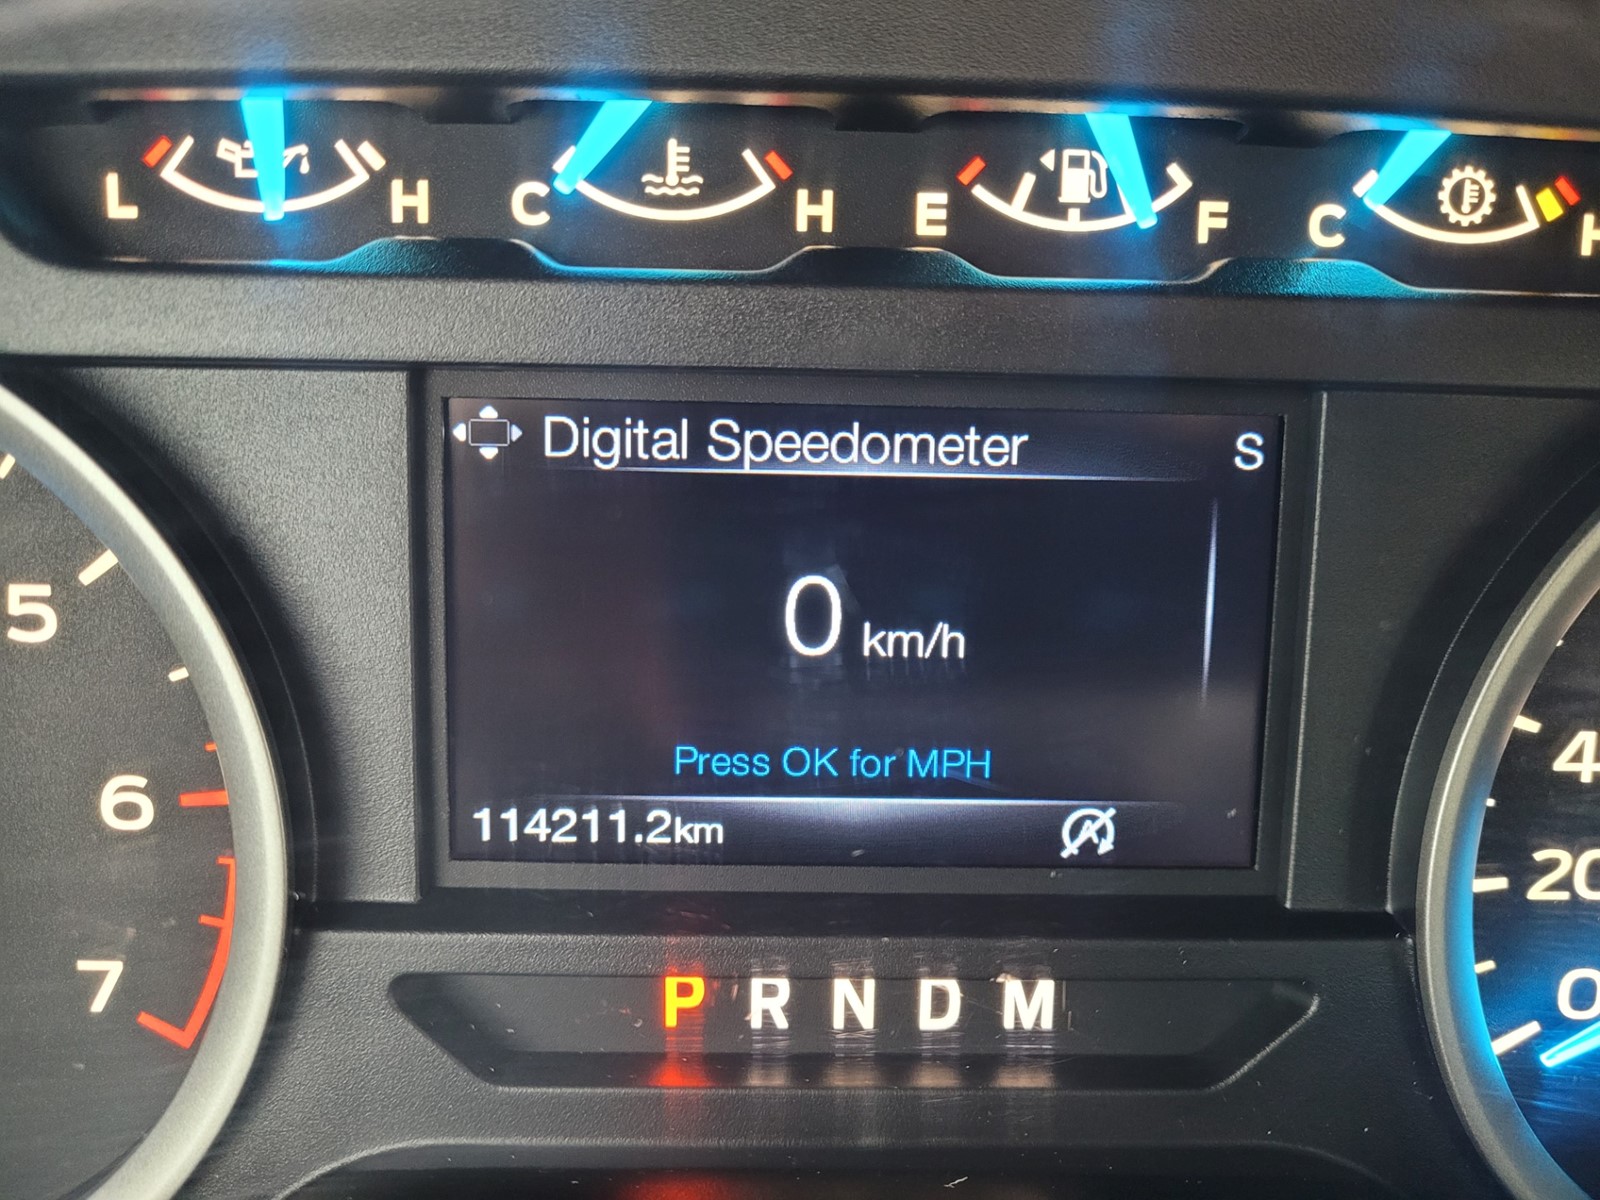 L H C H E F C H
Digital Speedometer S
0 km/h
Press OK for MPH
114211.2km
P R N D M
5
6
7
4
20
0